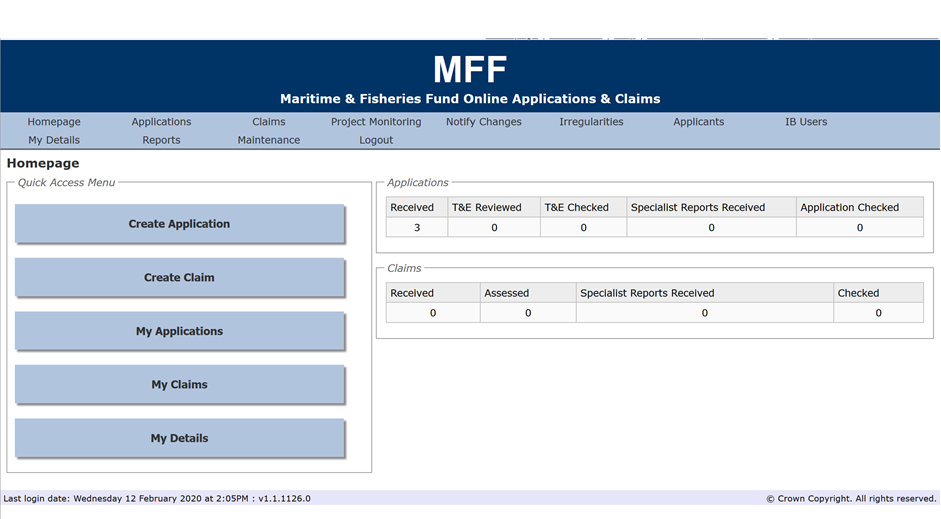 MFF
Maritime & Fisheries Fund Online Applications & Claims
Homepage Applications Claims Project Monitoring Notify Changes Irregularities Applicants IB Users
My Details Reports Maintenance Logout
Homepage
Quick Access Menu
Create Application
Create Claim
My Applications
My Claims
My Details
Applications
Received T&E Reviewed T&E Checked Specialist Reports Received Application Checked
3 0 0 0 0
Claims
Received Assessed Specialist Reports Received Checked
0 0 0 0
Last login date: Wednesday 12 February 2020 at 2:05PM : v1.1.1126.0 © Crown Copyright. All rights reserved.